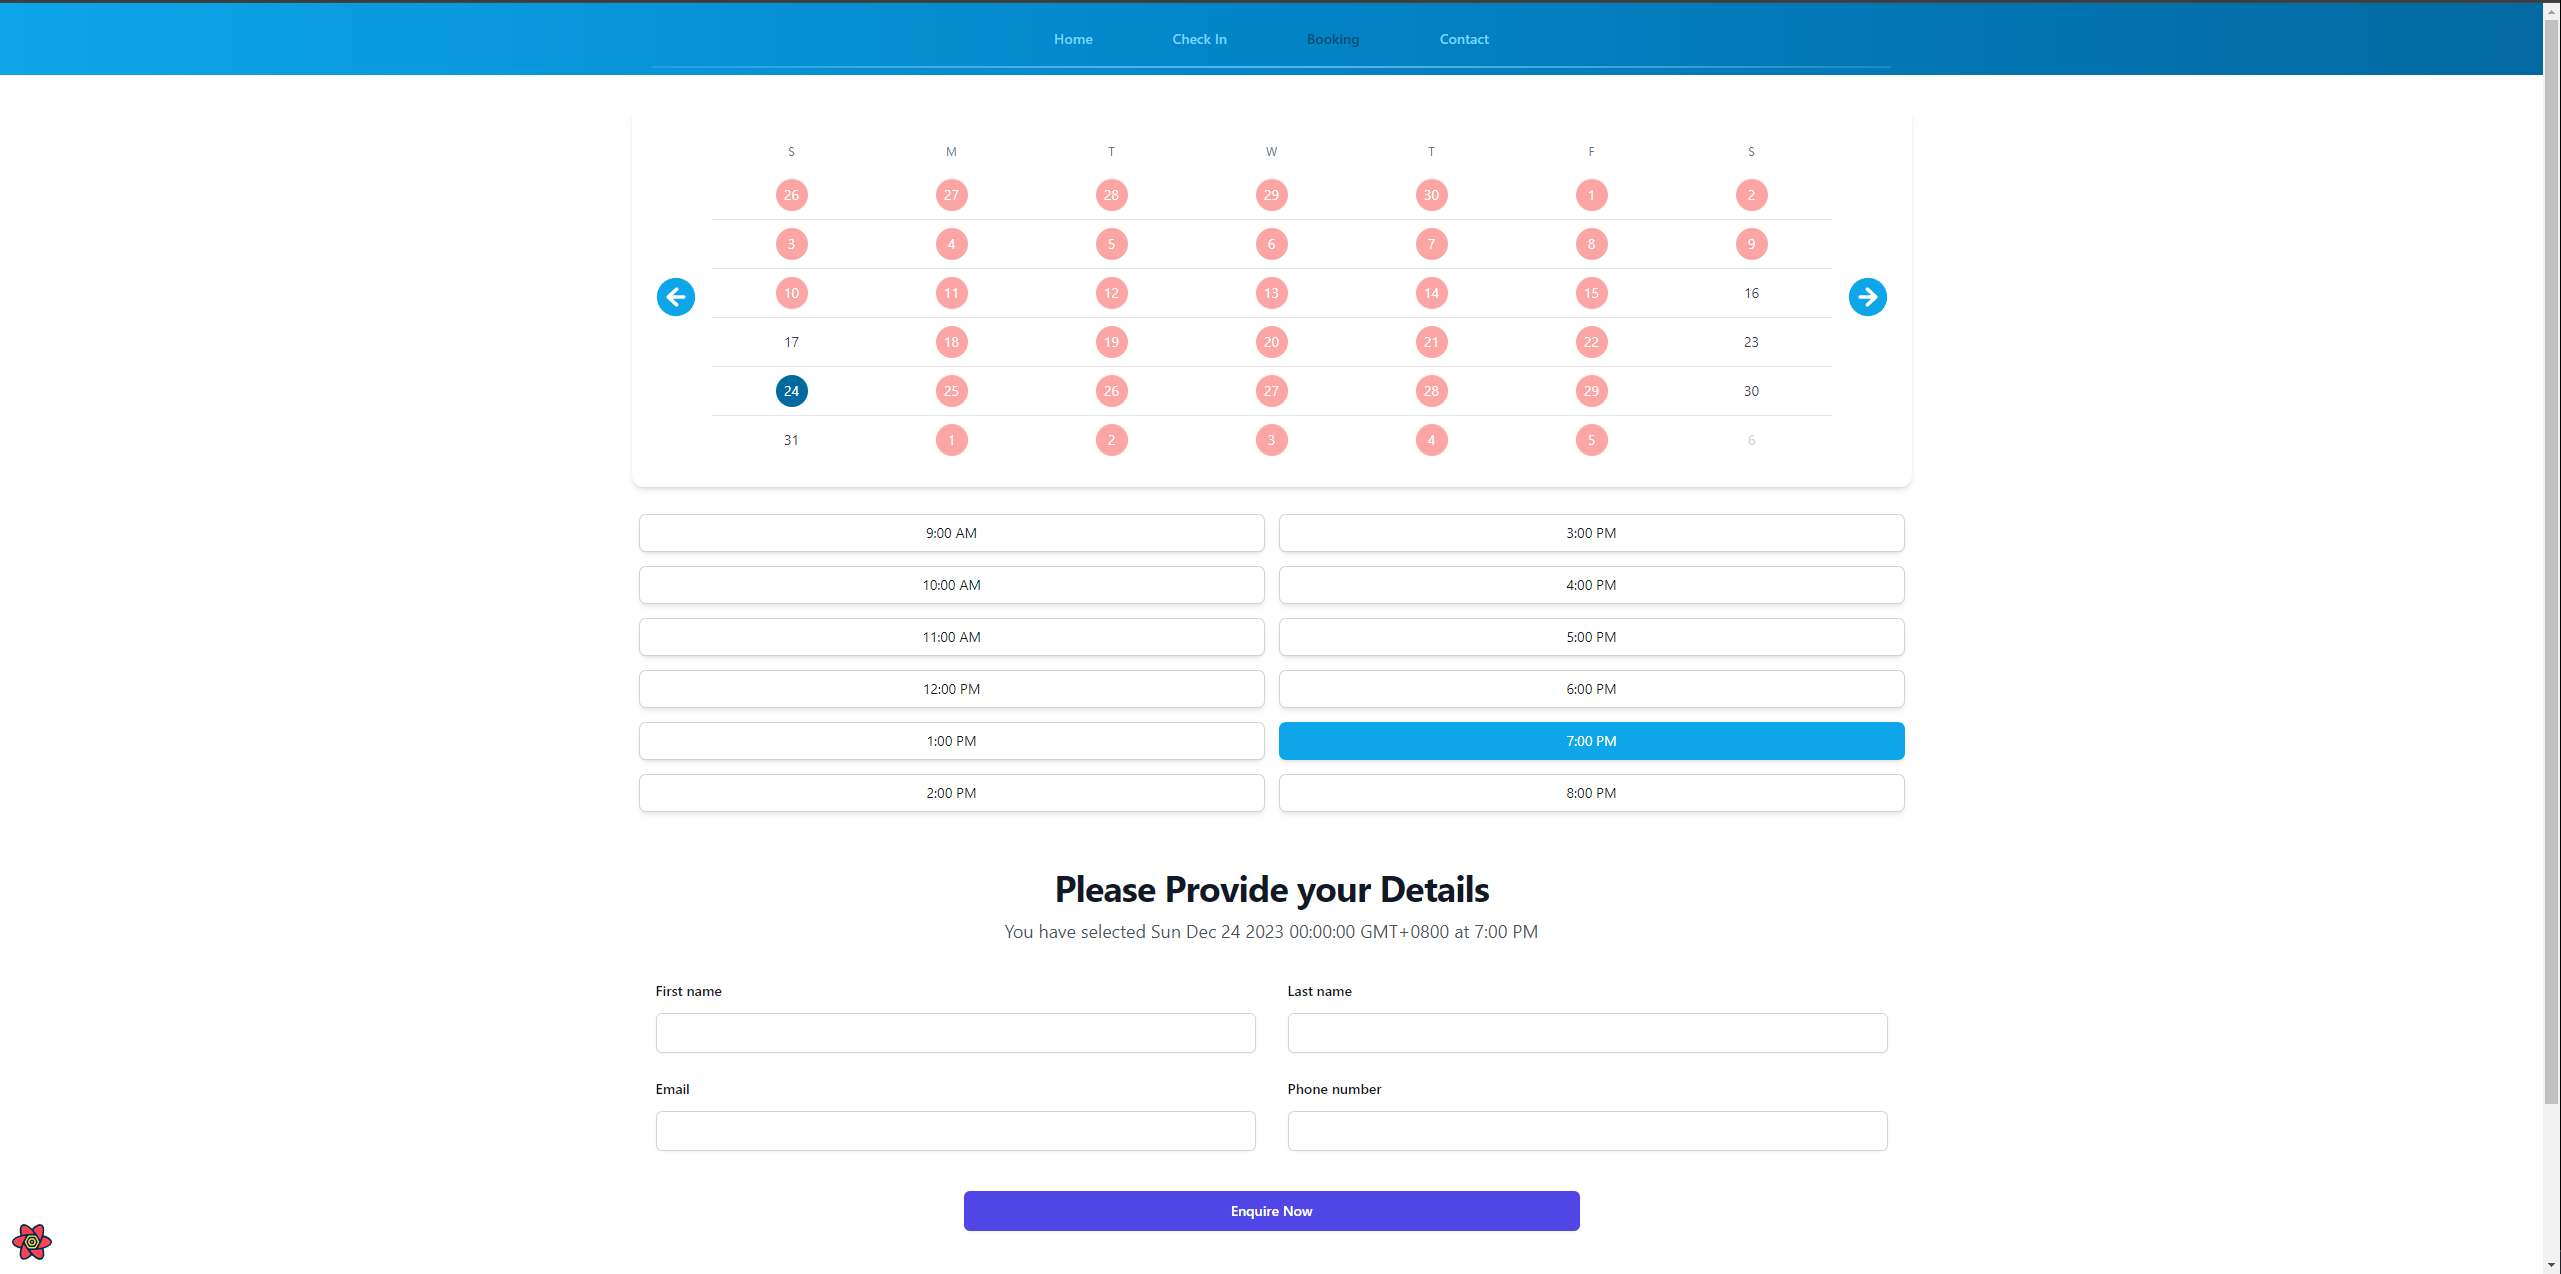 Home Check In Booking Contact
S M T W T F S
26 27 28 29 30 1 2
3 4 5 6 7 8 9
10 11 12 13 14 15 16
17 18 19 20 21 22 23
24 25 26 27 28 29 30
31 1 2 3 4 5 6
9:00 AM 3:00 PM
10:00 AM 4:00 PM
11:00 AM 5:00 PM
12:00 PM 6:00 PM
1:00 PM 7:00 PM
2:00 PM 8:00 PM
Please Provide your Details
You have selected Sun Dec 24 2023 00:00:00 GMT+0800 at 7:00 PM
First name Last name
Email Phone number
Enquire Now